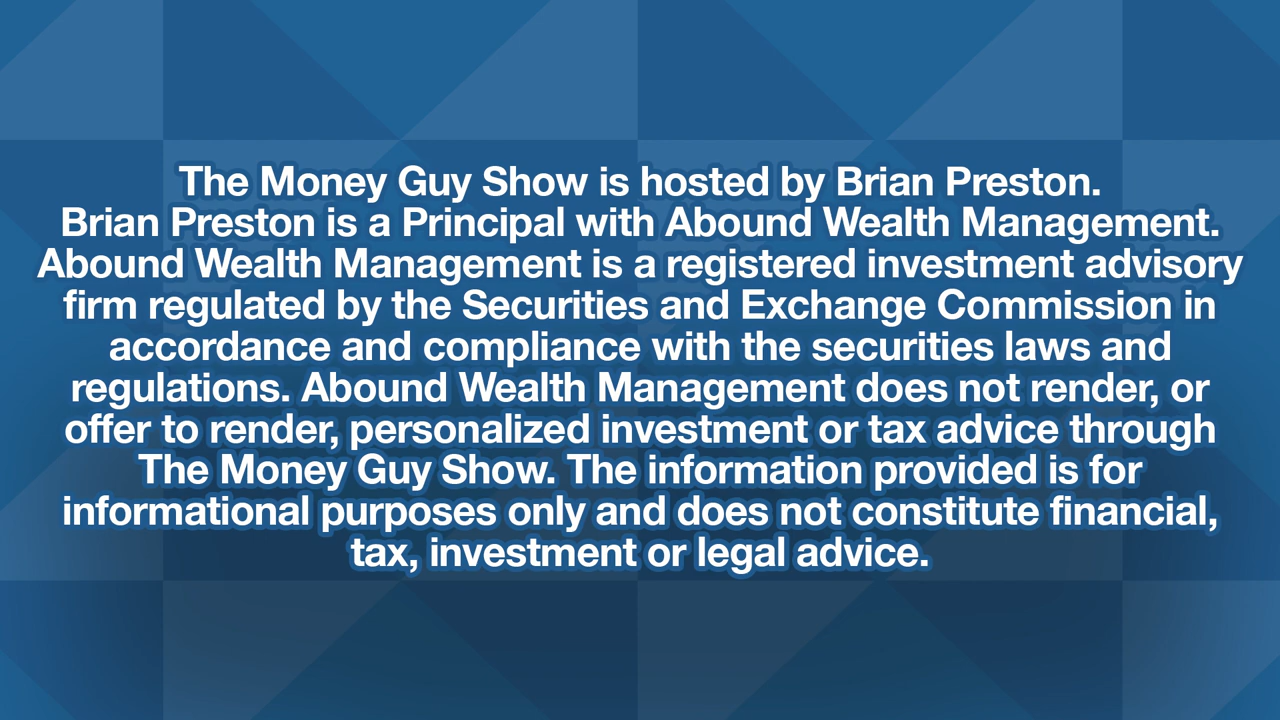 The Money Guy Show is hosted by Brian Preston.
Brian Preston is a Principal with Abound Wealth Management.
Abound Wealth Management is a registered investment advisory
firm regulated by the Securities and Exchange Commission in
accordance and compliance with the securities laws and
regulations. Abound Wealth Management does not render, or
offer to render, personalized investment or tax advice through
The Money Guy Show. The information provided is for
informational purposes only and does not constitute financial,
tax, investment or legal advice.